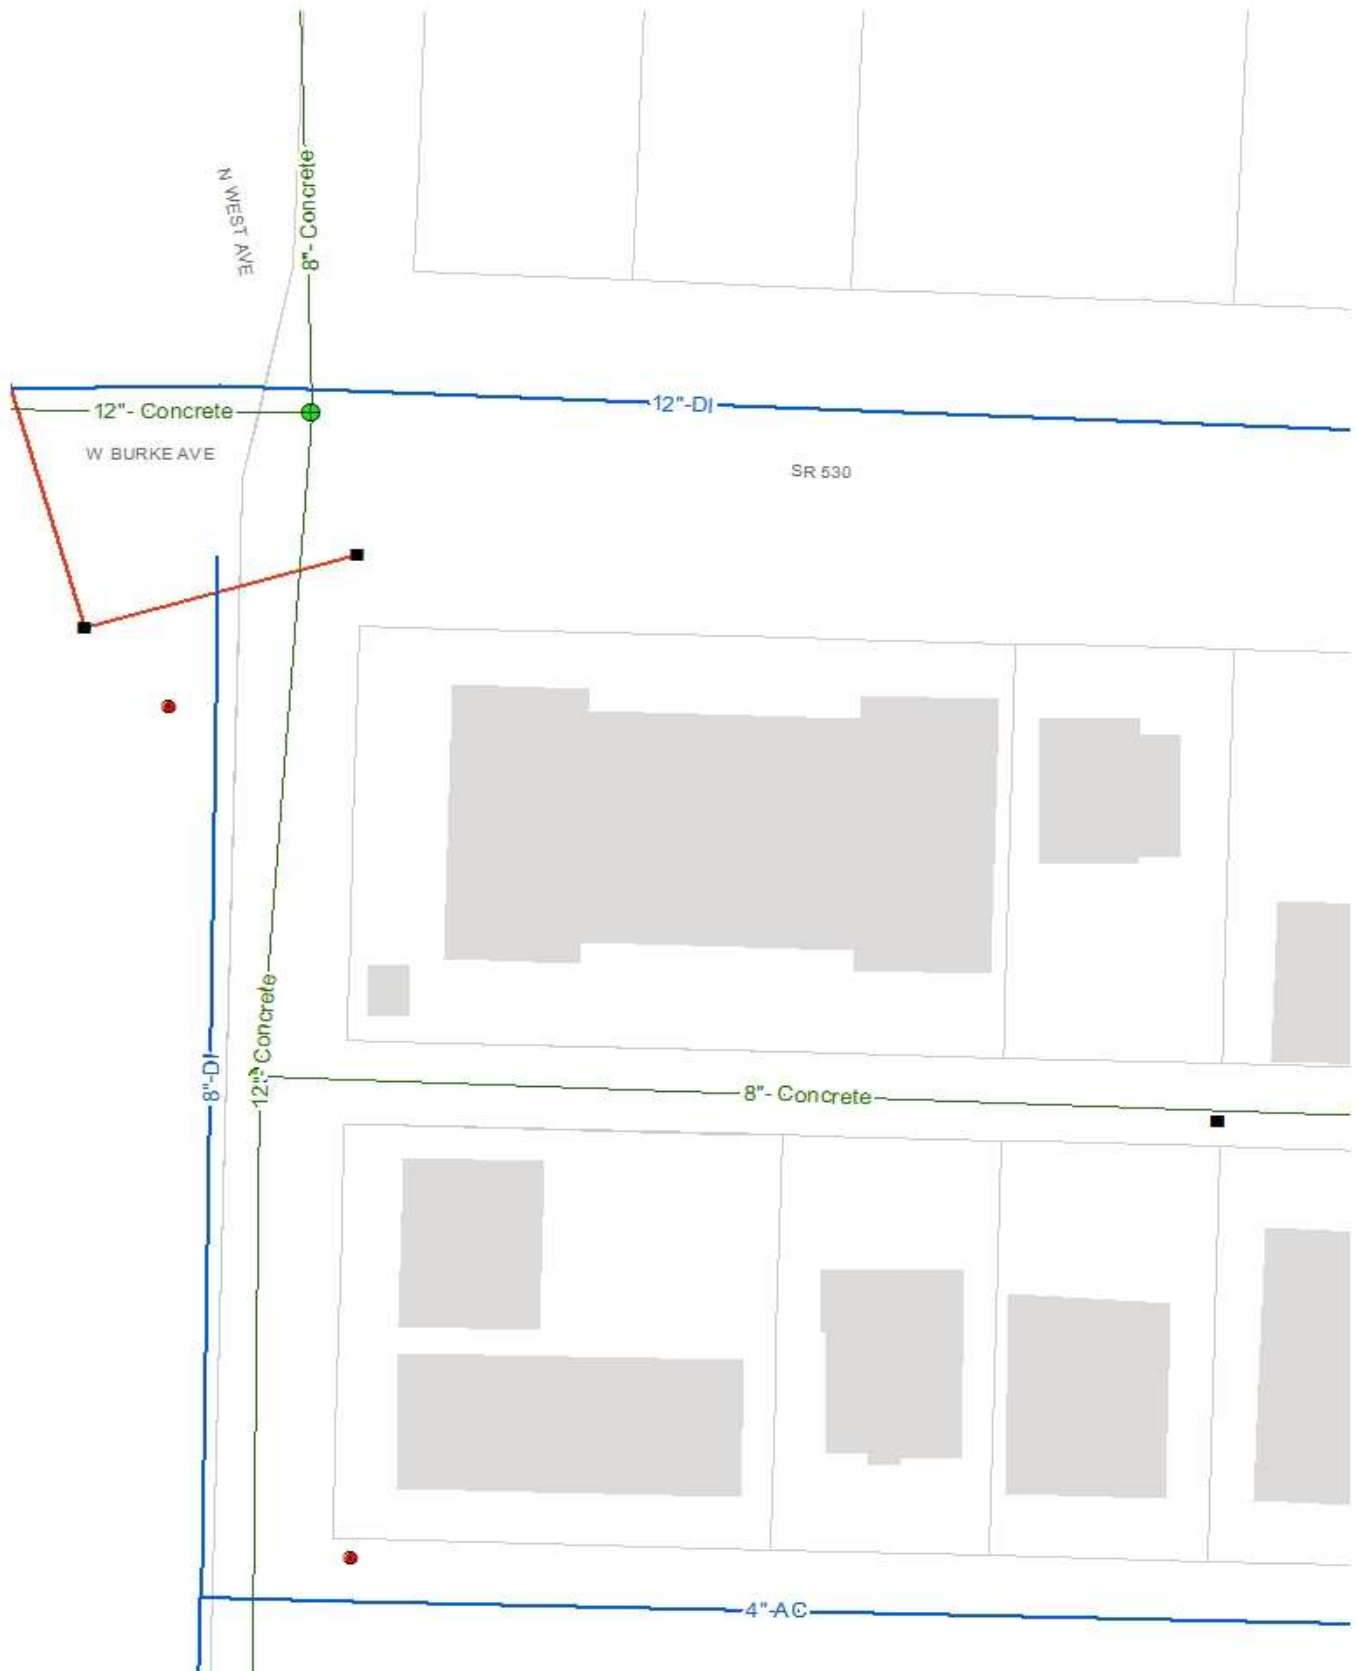 8"- Concrete
N WEST AVE
12"-DI
12"- Concrete
W BURKE AVE
SR 530
12"- Concrete
8"-DI
8"- Concrete
4"-AC